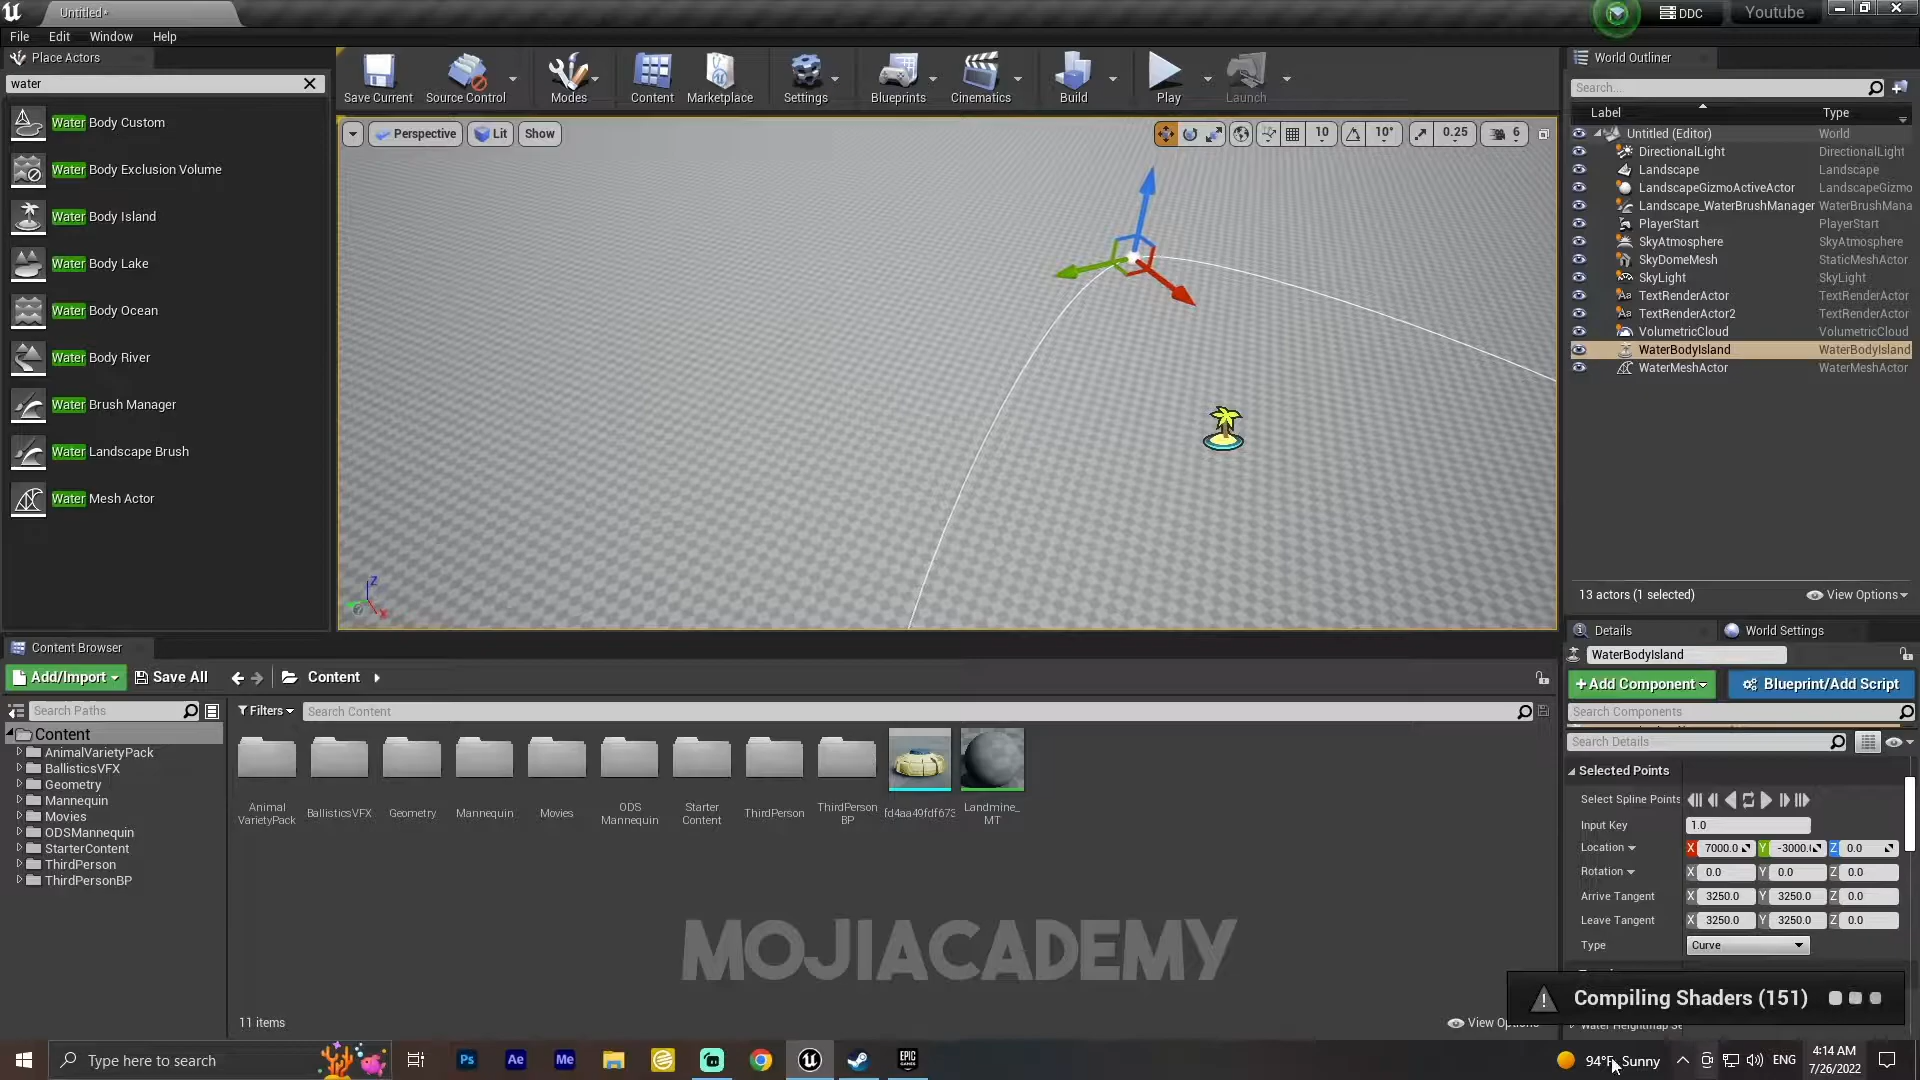 Untitled*
DDC
Youtube
File Edit Window Help
Place Actors
water
Water Body Custom
Water Body Exclusion Volume
Water Body Island
Water Body Lake
Water Body Ocean
Water Body River
Water Brush Manager
Water Landscape Brush
Water Mesh Actor
Save Current
Source Control
Modes
Content
Marketplace
Settings
Blueprints
Cinematics
Build
Play
Launch
Perspective
Lit
Show
10
10°
0.25
6
Z
X
World Outliner
Search...
Label Type
Untitled (Editor) World
DirectionalLight DirectionalLight
Landscape Landscape
LandscapeGizmoActiveActor LandscapeGizmo
Landscape_WaterBrushManager WaterBrushMana
PlayerStart PlayerStart
SkyAtmosphere SkyAtmosphere
SkyDomeMesh StaticMeshActor
SkyLight SkyLight
TextRenderActor TextRenderActor
TextRenderActor2 TextRenderActor
VolumetricCloud VolumetricCloud
WaterBodyIsland WaterBodyIsland
WaterMeshActor WaterMeshActor
13 actors (1 selected)
View Options
Content Browser
Add/Import
Save All
Content
Search Paths
Filters
Search Content
Content
AnimalVarietyPack
BallisticsVFX
Geometry
Mannequin
Movies
ODSMannequin
StarterContent
ThirdPerson
ThirdPersonBP
Animal
VarietyPack
BallisticsVFX
Geometry
Mannequin
Movies
ODS
Mannequin
Starter
Content
ThirdPerson
ThirdPerson
BP
fd4aa49fdf673
Landmine_
MT
MOJIACADEMY
11 items
Details
World Settings
WaterBodyIsland
+Add Component
Blueprint/Add Script
Search Components
Search Details
Selected Points
Select Spline Points
Input Key 1.0
Location X 7000.0 Y -3000.0 Z 0.0
Rotation X 0.0 Y 0.0 Z 0.0
Arrive Tangent X 3250.0 Y 3250.0 Z 0.0
Leave Tangent X 3250.0 Y 3250.0 Z 0.0
Type Curve
Compiling Shaders (151)
Type here to search
Ps
Ae
Me
EPIC
GAMES
94°F Sunny
ENG
4:14 AM
7/26/2022